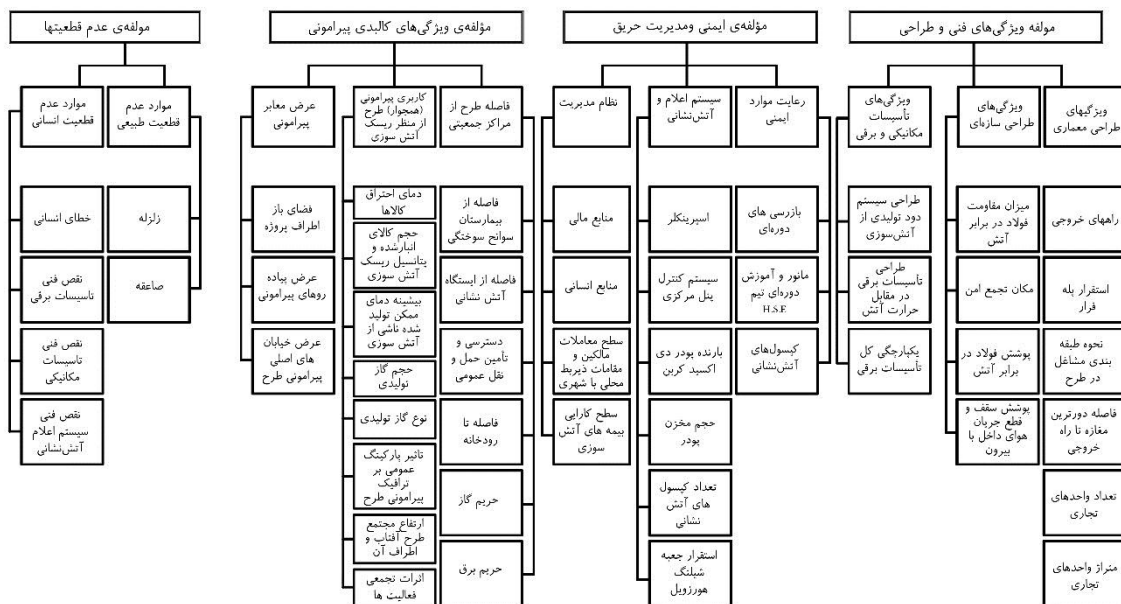 مولفه ویژگی‌های فنی و طراحی
ویژگیهای
طراحی معماری
راههای خروجی
استقرار پله
فرار
نحوه طبقه
بندی مشاغل
در طرح
فاصله دورترین
مغازه تا راه
خروجی
تعداد واحدهای
تجاری
متراژ واحدهای
تجاری
ویژگی‌های
طراحی سازه‌ای
میزان مقاومت
فولاد در برابر
آتش
مکان تجمع امن
پوشش فولاد در
برابر آتش
پوشش سقف و
قطع جریان
هوای داخل با
بیرون
ویژگی‌های
تأسیسات
مکانیکی و برقی
طراحی سیستم
دود تولیدی از
آتش‌سوزی
طراحی
تأسیسات برقی
در مقابل
حرارت آتش
یکپارچگی کل
تأسیسات برقی
مؤلفه‌ی ایمنی ومدیریت حریق
رعایت موارد
ایمنی
بازرسی های
دوره‌ای
مانور و آموزش
دوره‌ای تیم
H.S.E
کپسول‌های
آتش‌نشانی
سیستم اعلام و
آتش‌نشانی
اسپرینکلر
سیستم کنترل
پنل مرکزی
بارنده پودر دی
اکسید کربن
حجم مخزن
پودر
تعداد کپسول
های آتش
نشانی
استقرار جعبه
شیلنگ
هوزرویل
نظام مدیریت
منابع مالی
منابع انسانی
سطح معاملات
مالکین و
مقامات ذیربط
محلی با شهری
سطح کارایی
بیمه های آتش
سوزی
مؤلفه‌ی ویژگی‌های کالبدی پیرامونی
فاصله طرح از
مراکز جمعیتی
فاصله از
بیمارستان
سوانح سوختگی
فاصله از ایستگاه
آتش نشانی
دسترسی و
تأمین حمل و
نقل عمومی
فاصله تا
رودخانه
حریم گاز
حریم برق
کاربری پیرامونی
(همجوار) طرح
از منظر ریسک
آتش سوزی
دمای احتراق
کالاها
حجم کالای
انبارشده و
پتانسیل ریسک
آتش سوزی
بیشینه دمای
ممکن تولید
شده ناشی از
آتش سوزی
حجم گاز
تولیدی
نوع گاز تولیدی
تاثیر پارکینگ
عمومی بر
ترافیک
پیرامونی طرح
ارتفاع مجتمع
طرح آفتاب و
اطراف آن
اثرات تجمعی
فعالیت ها
عرض معابر
پیرامونی
فضای باز
اطراف پروژه
عرض پیاده
روهای پیرامونی
عرض خیابان
های اصلی
پیرامونی طرح
مولفه‌ی عدم قطعیتها
موارد عدم
قطعیت طبیعی
زلزله
صاعقه
موارد عدم
قطعیت انسانی
خطای انسانی
نقص فنی
تاسیسات برقی
نقص فنی
تاسیسات
مکانیکی
نقص فنی
سیستم اعلام
آتش‌نشانی